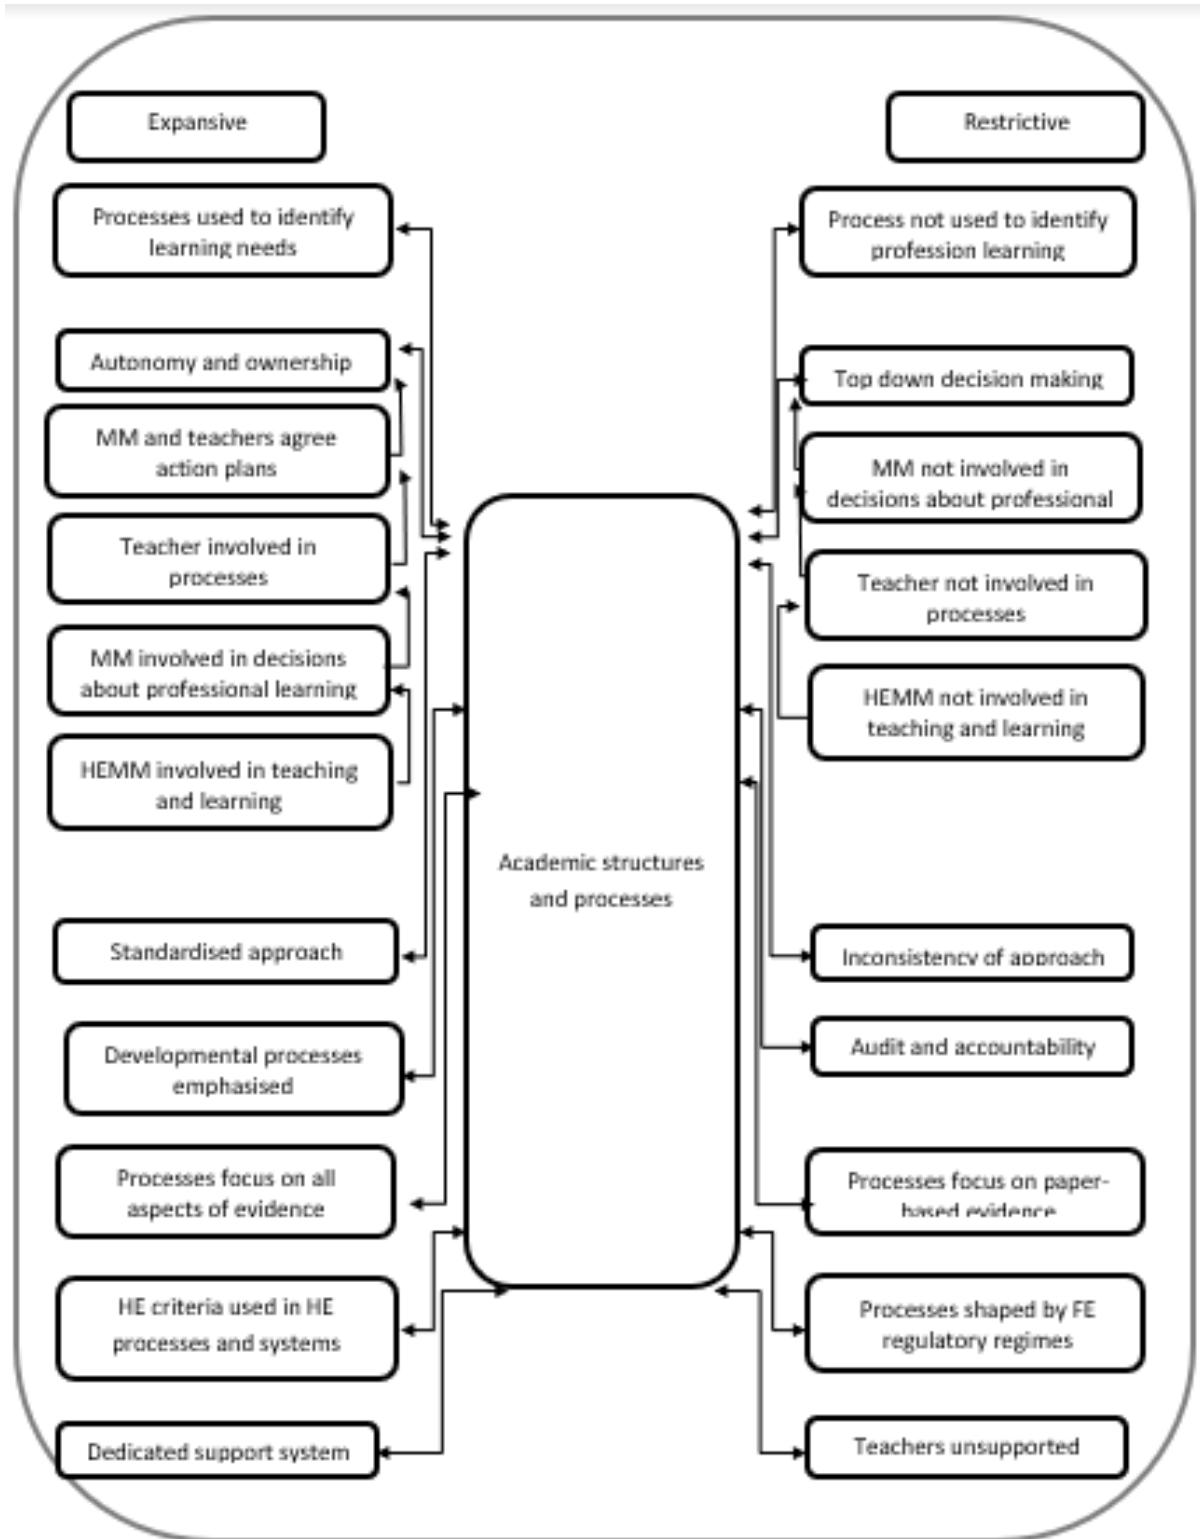 Expansive
Processes used to identify
learning needs
Autonomy and ownership
MM and teachers agree
action plans
Teacher involved in
processes
MM involved in decisions
about professional learning
HEMM involved in teaching
and learning
Standardised approach
Developmental processes
emphasised
Processes focus on all
aspects of evidence
HE criteria used in HE
processes and systems
Dedicated support system
Academic structures
and processes
Restrictive
Process not used to identify
profession learning
Top down decision making
MM not involved in
decisions about professional
Teacher not involved in
processes
HEMM not involved in
teaching and learning
Inconsistency of approach
Audit and accountability
Processes focus on paper-
based evidence
Processes shaped by FE
regulatory regimes
Teachers unsupported